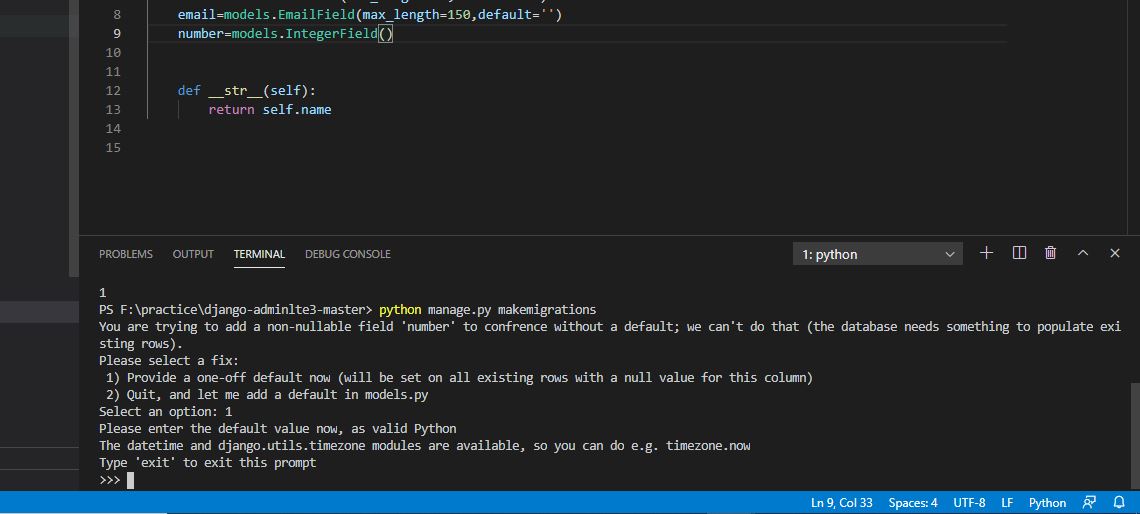 8 email=models.EmailField(max_length=150,default='')
9 number=models.IntegerField()
10
11
12 def __str__(self):
13 return self.name
14
15
PROBLEMS OUTPUT TERMINAL DEBUG CONSOLE 1: python
1
PS F:\practice\django-adminlte3-master> python manage.py makemigrations
You are trying to add a non-nullable field 'number' to confrence without a default; we can't do that (the database needs something to populate exi
sting rows).
Please select a fix:
1) Provide a one-off default now (will be set on all existing rows with a null value for this column)
2) Quit, and let me add a default in models.py
Select an option: 1
Please enter the default value now, as valid Python
The datetime and django.utils.timezone modules are available, so you can do e.g. timezone.now
Type 'exit' to exit this prompt
>>>
Ln 9, Col 33 Spaces: 4 UTF-8 LF Python